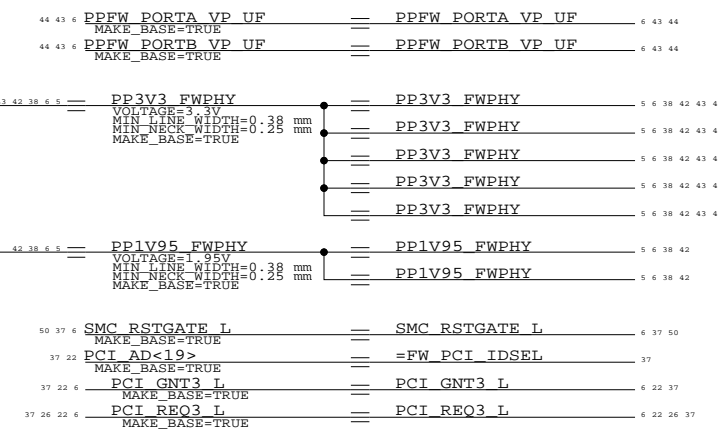 44 43 6 PPFW_PORTA_VP_UF PPFW_PORTA_VP_UF 6 43 44
MAKE_BASE=TRUE
44 43 6 PPFW_PORTB_VP_UF PPFW_PORTB_VP_UF 6 43 44
MAKE_BASE=TRUE
3 42 38 6 5 PP3V3_FWPHY PP3V3_FWPHY 5 6 38 42 43 4
VOLTAGE=3.3V
MIN_LINE_WIDTH=0.38 mm
MIN_NECK_WIDTH=0.25 mm PP3V3_FWPHY 5 6 38 42 43 4
MAKE_BASE=TRUE
PP3V3_FWPHY 5 6 38 42 43 4
PP3V3_FWPHY 5 6 38 42 43 4
PP3V3_FWPHY 5 6 38 42 43 4
42 38 6 5 PP1V95_FWPHY PP1V95_FWPHY 5 6 38 42
VOLTAGE=1.95V
MIN_LINE_WIDTH=0.38 mm
MIN_NECK_WIDTH=0.25 mm PP1V95_FWPHY 5 6 38 42
MAKE_BASE=TRUE
50 37 6 SMC_RSTGATE_L SMC_RSTGATE_L 6 37 50
MAKE_BASE=TRUE
37 22 PCI_AD<19> =FW_PCI_IDSEL 37
MAKE_BASE=TRUE
37 22 6 PCI_GNT3_L PCI_GNT3_L 6 22 37
MAKE_BASE=TRUE
37 26 22 6 PCI_REQ3_L PCI_REQ3_L 6 22 26 37
MAKE_BASE=TRUE